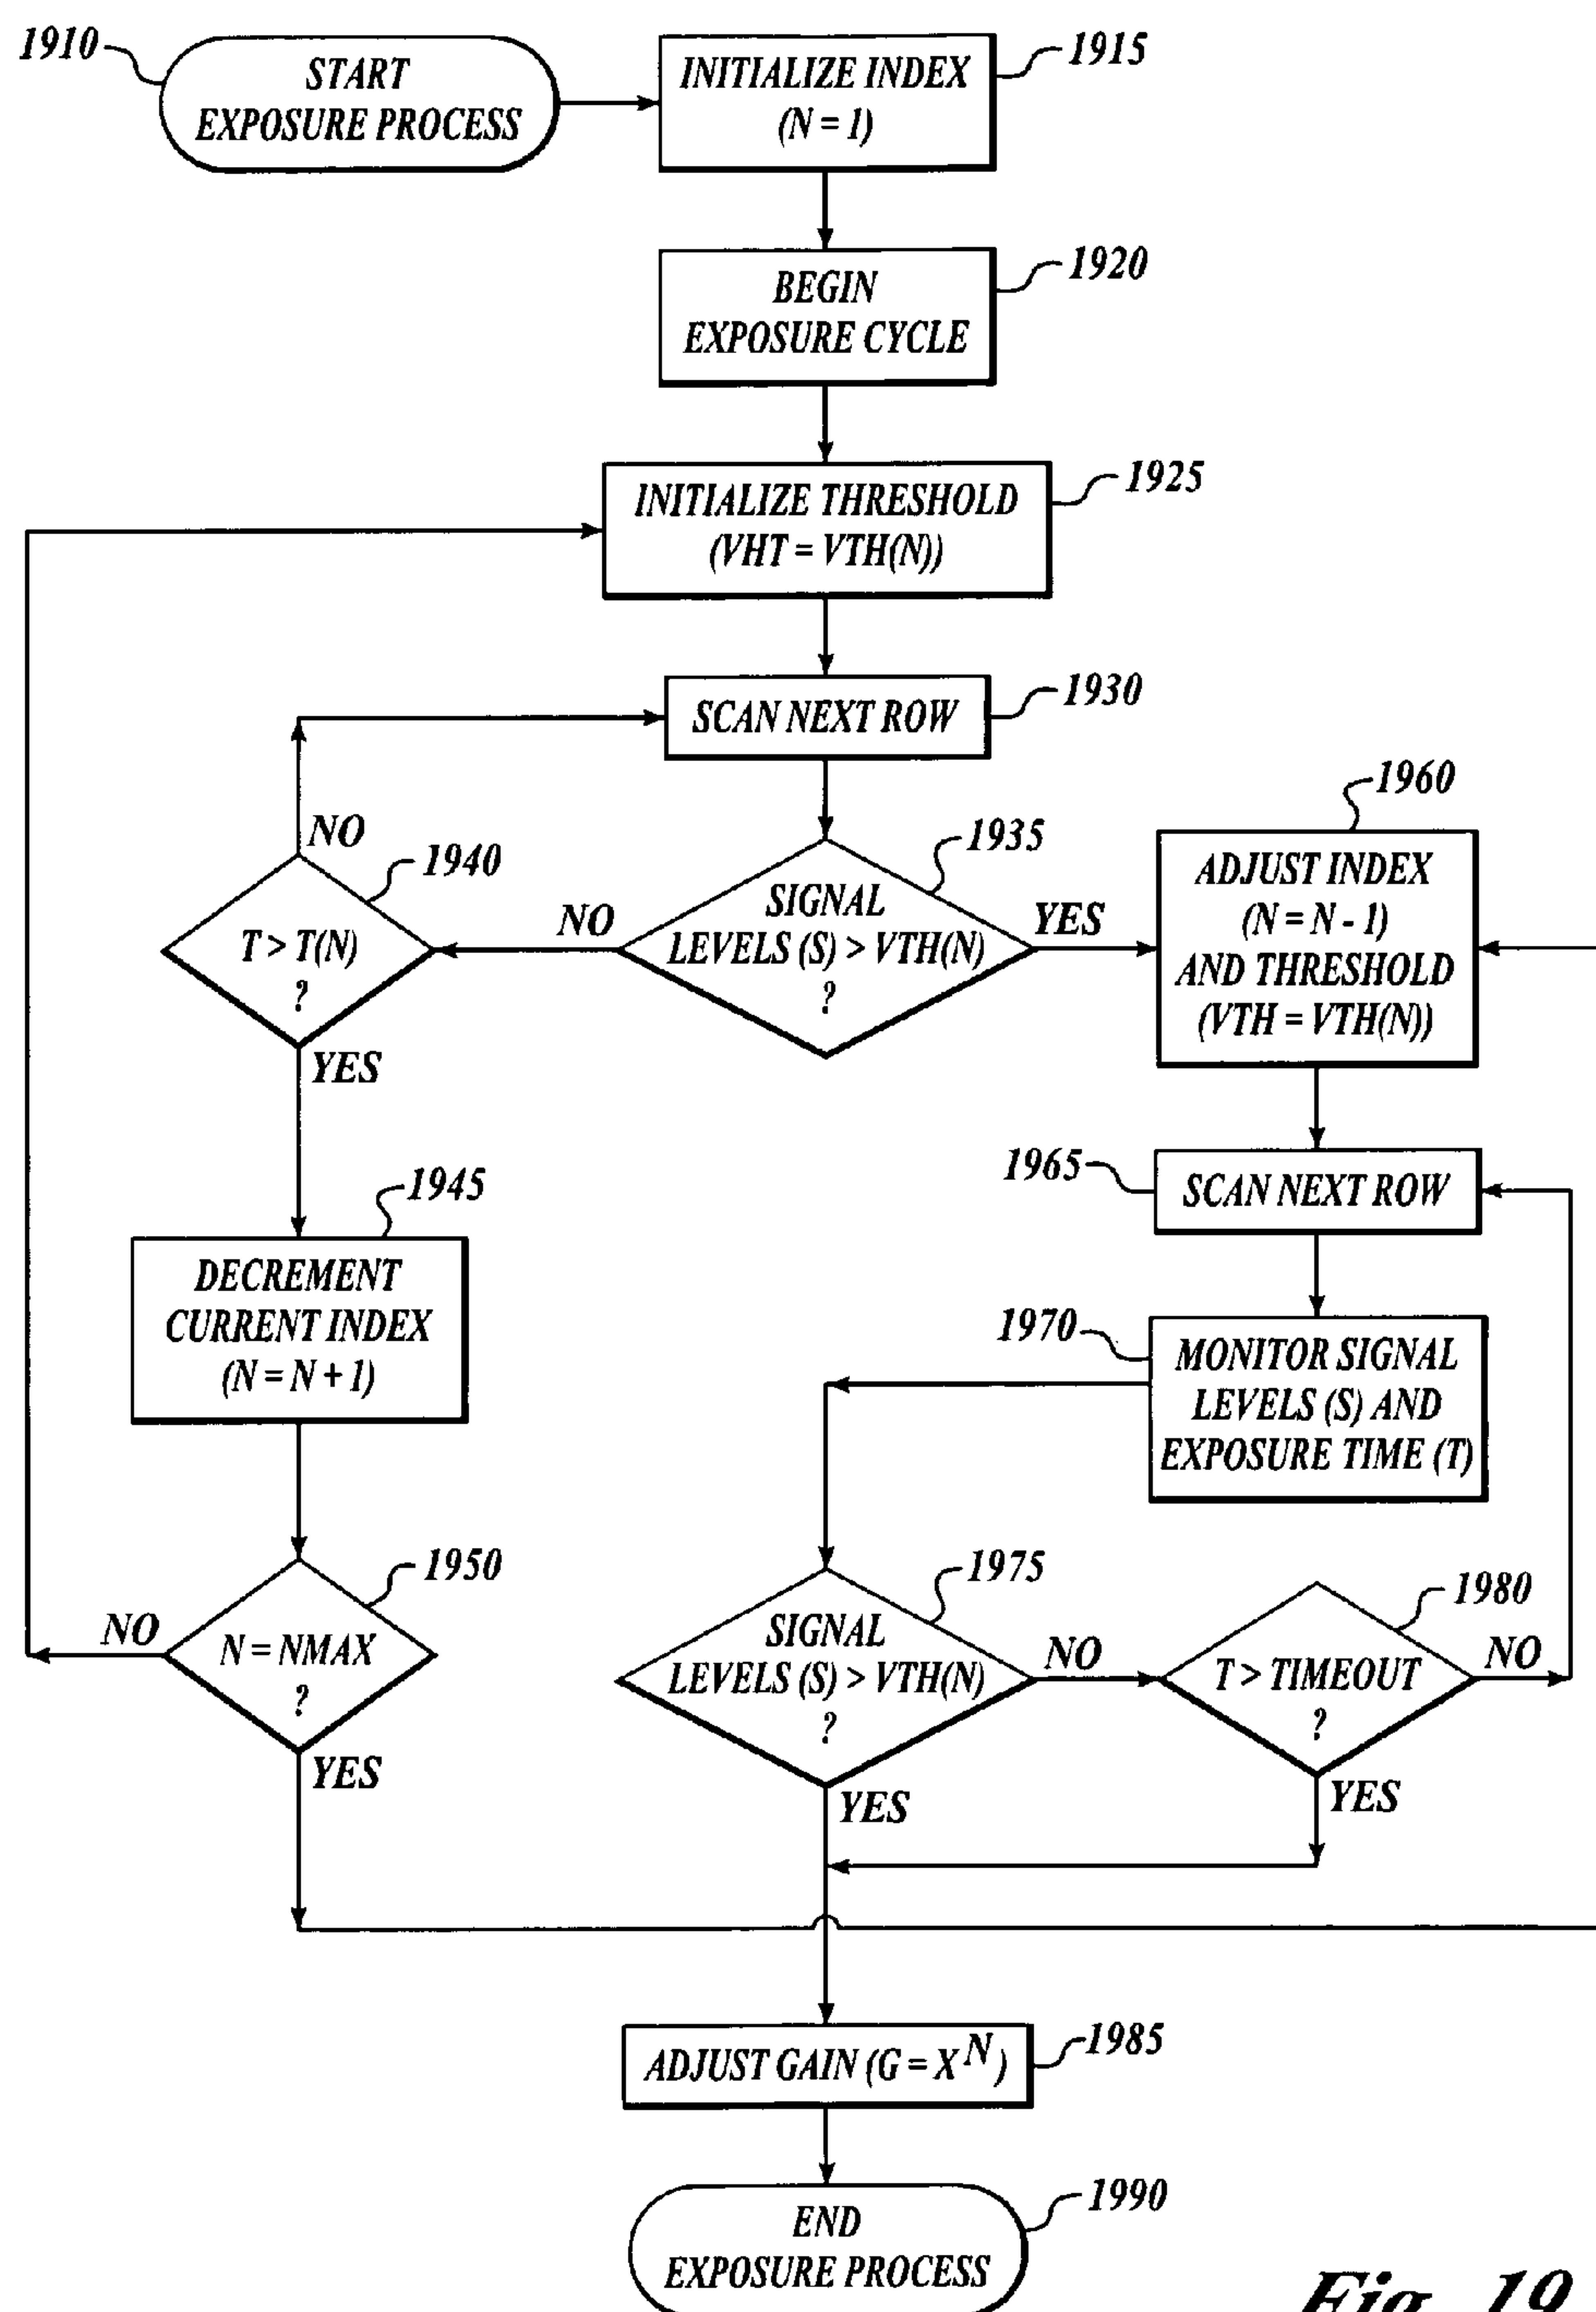 1910
START
EXPOSURE PROCESS
INITIALIZE INDEX
(N = 1)
1915
BEGIN
EXPOSURE CYCLE
1920
INITIALIZE THRESHOLD
(VHT = VTH(N))
1925
SCAN NEXT ROW
1930
NO
1940
T > T(N)
?
YES
NO
SIGNAL
LEVELS (S) > VTH(N)
?
1935
YES
1960
ADJUST INDEX
(N = N - 1)
AND THRESHOLD
(VTH = VTH(N))
1965
SCAN NEXT ROW
1945
DECREMENT
CURRENT INDEX
(N = N + 1)
1970
MONITOR SIGNAL
LEVELS (S) AND
EXPOSURE TIME (T)
1950
NO
N = NMAX
?
YES
1975
SIGNAL
LEVELS (S) > VTH(N)
?
NO
YES
1980
T > TIMEOUT
?
NO
YES
ADJUST GAIN (G = X^N)
1985
END
EXPOSURE PROCESS
1990
Fig. 19